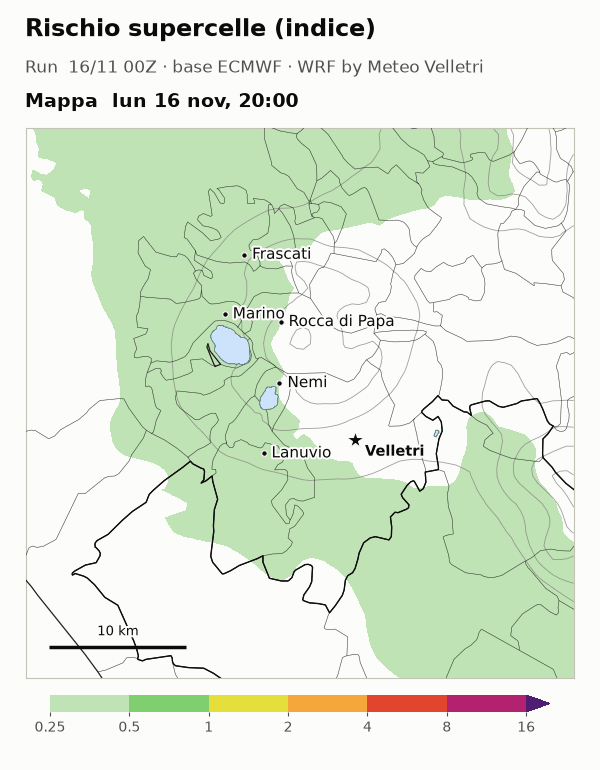 Rischio supercelle (indice)
Run  16/11 00Z · base ECMWF · WRF by Meteo Velletri
Mappa  lun 16 nov, 20:00
Frascati
Marino
Rocca di Papa
Nemi
Velletri
Lanuvio
10 km
0.25 0.5 1 2 4 8 16